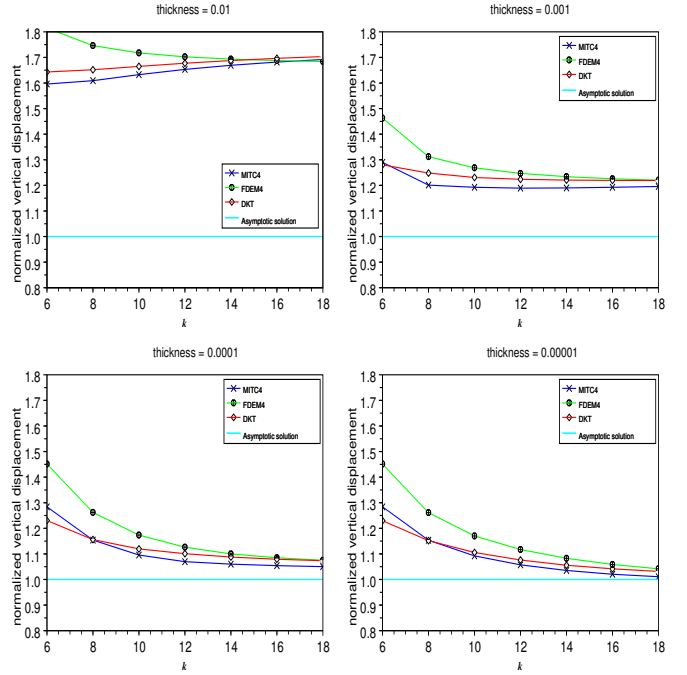 thickness = 0.01
normalized vertical displacement
1.8
1.7
1.6
1.5
1.4
1.3
1.2
1.1
1.0
0.9
0.8
MITC4
FDEM4
DKT
Asymptotic solution
6 8 10 12 14 16 18
k
thickness = 0.001
normalized vertical displacement
1.8
1.7
1.6
1.5
1.4
1.3
1.2
1.1
1.0
0.9
0.8
MITC4
FDEM4
DKT
Asymptotic solution
6 8 10 12 14 16 18
k
thickness = 0.0001
normalized vertical displacement
1.8
1.7
1.6
1.5
1.4
1.3
1.2
1.1
1.0
0.9
0.8
MITC4
FDEM4
DKT
Asymptotic solution
6 8 10 12 14 16 18
k
thickness = 0.00001
normalized vertical displacement
1.8
1.7
1.6
1.5
1.4
1.3
1.2
1.1
1.0
0.9
0.8
MITC4
FDEM4
DKT
Asymptotic solution
6 8 10 12 14 16 18
k